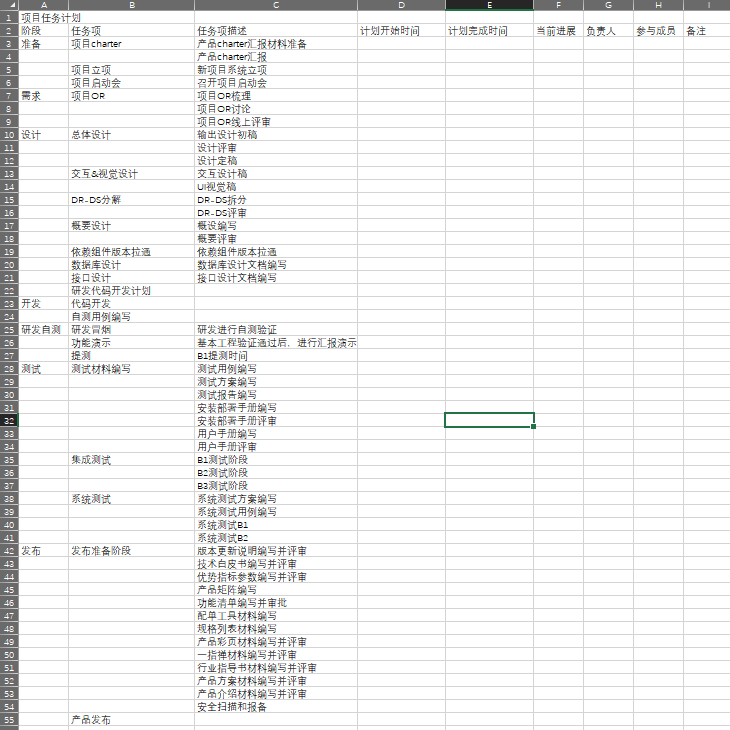 A B C D E F G H I
1 项目任务计划
2 阶段 任务项 任务项描述 计划开始时间 计划完成时间 当前进展 负责人 参与成员 备注
3 准备 项目charter 产品charter汇报材料准备
4 产品charter汇报
5 项目立项 新项目系统立项
6 项目启动会 召开项目启动会
7 需求 项目OR 项目OR梳理
8 项目OR讨论
9 项目OR线上评审
10 设计 总体设计 输出设计初稿
11 设计评审
12 设计定稿
13 交互&视觉设计 交互设计稿
14 UI视觉稿
15 DR-DS分解 DR-DS拆分
16 DR-DS评审
17 概要设计 概设编写
18 概要评审
19 依赖组件版本拉通 依赖组件版本拉通
20 数据库设计 数据库设计文档编写
21 接口设计 接口设计文档编写
22 研发代码开发计划
23 开发 代码开发
24 自测用例编写
25 研发自测 研发冒烟 研发进行自测验证
26 功能演示 基本工程验证通过后，进行汇报演示
27 提测 B1提测时间
28 测试 测试材料编写 测试用例编写
29 测试方案编写
30 测试报告编写
31 安装部署手册编写
32 安装部署手册评审
33 用户手册编写
34 用户手册评审
35 集成测试 B1测试阶段
36 B2测试阶段
37 B3测试阶段
38 系统测试 系统测试方案编写
39 系统测试用例编写
40 系统测试B1
41 系统测试B2
42 发布 发布准备阶段 版本更新说明编写并评审
43 技术白皮书编写并评审
44 优势指标参数编写并评审
45 产品矩阵编写
46 功能清单编写并审批
47 配单工具材料编写
48 规格列表材料编写
49 产品彩页材料编写并评审
50 一指禅材料编写并评审
51 行业指导书材料编写并评审
52 产品方案材料编写并评审
53 产品介绍材料编写并评审
54 安全扫描和报备
55 产品发布